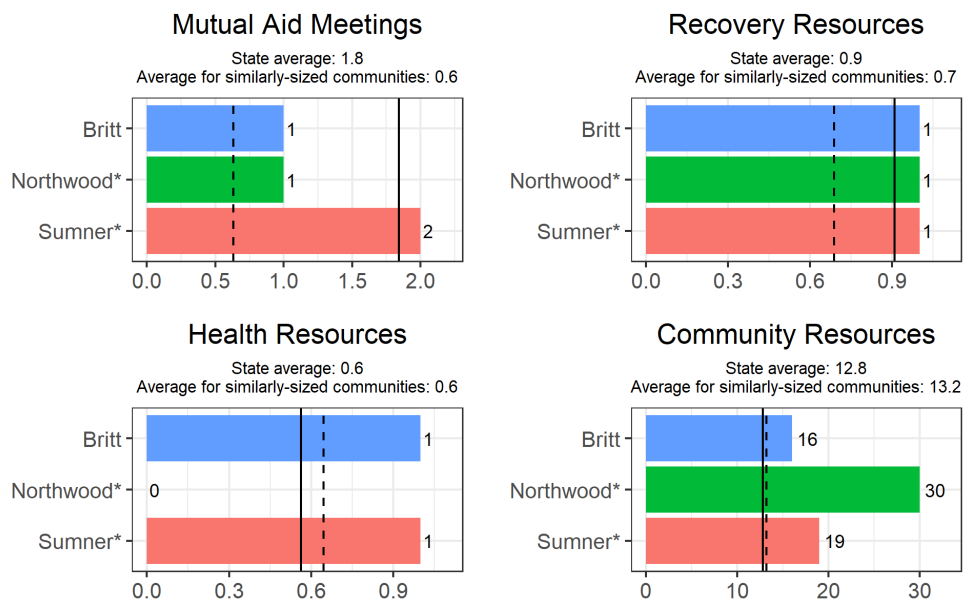 Mutual Aid Meetings
State average: 1.8
Average for similarly-sized communities: 0.6
Britt
1
Northwood*
1
Sumner*
2
0.0 0.5 1.0 1.5 2.0
Recovery Resources
State average: 0.9
Average for similarly-sized communities: 0.7
Britt
1
Northwood*
1
Sumner*
1
0.0 0.3 0.6 0.9
Health Resources
State average: 0.6
Average for similarly-sized communities: 0.6
Britt
1
Northwood*
0
Sumner*
1
0.0 0.3 0.6 0.9
Community Resources
State average: 12.8
Average for similarly-sized communities: 13.2
Britt
16
Northwood*
30
Sumner*
19
0 10 20 30